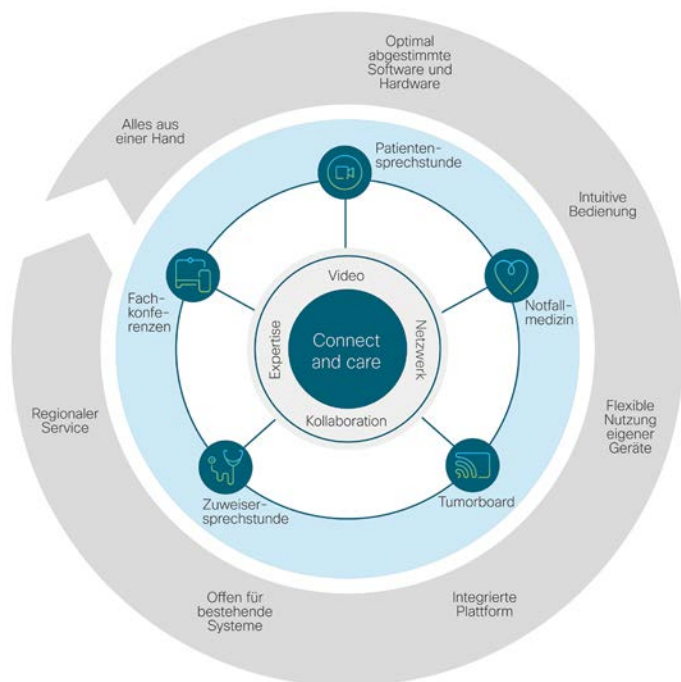 Optimal
abgestimmte
Software und
Hardware
Alles aus
einer Hand
Patienten-
sprechstunde
Intuitive
Bedienung
Fach-
konfe-
renzen
Video
Notfall-
medizin
Expertise
Connect
and care
Netzwerk
Kollaboration
Regionaler
Service
Flexible
Nutzung
eigener
Geräte
Zuweiser-
sprechstunde
Tumorboard
Offen für
bestehende
Systeme
Integrierte
Plattform